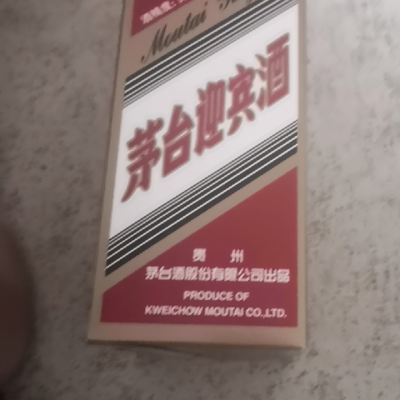 Moutai
茅台迎宾酒
贵 州
茅台酒股份有限公司出品
PRODUCE OF
KWEICHOW MOUTAI CO.,LTD.